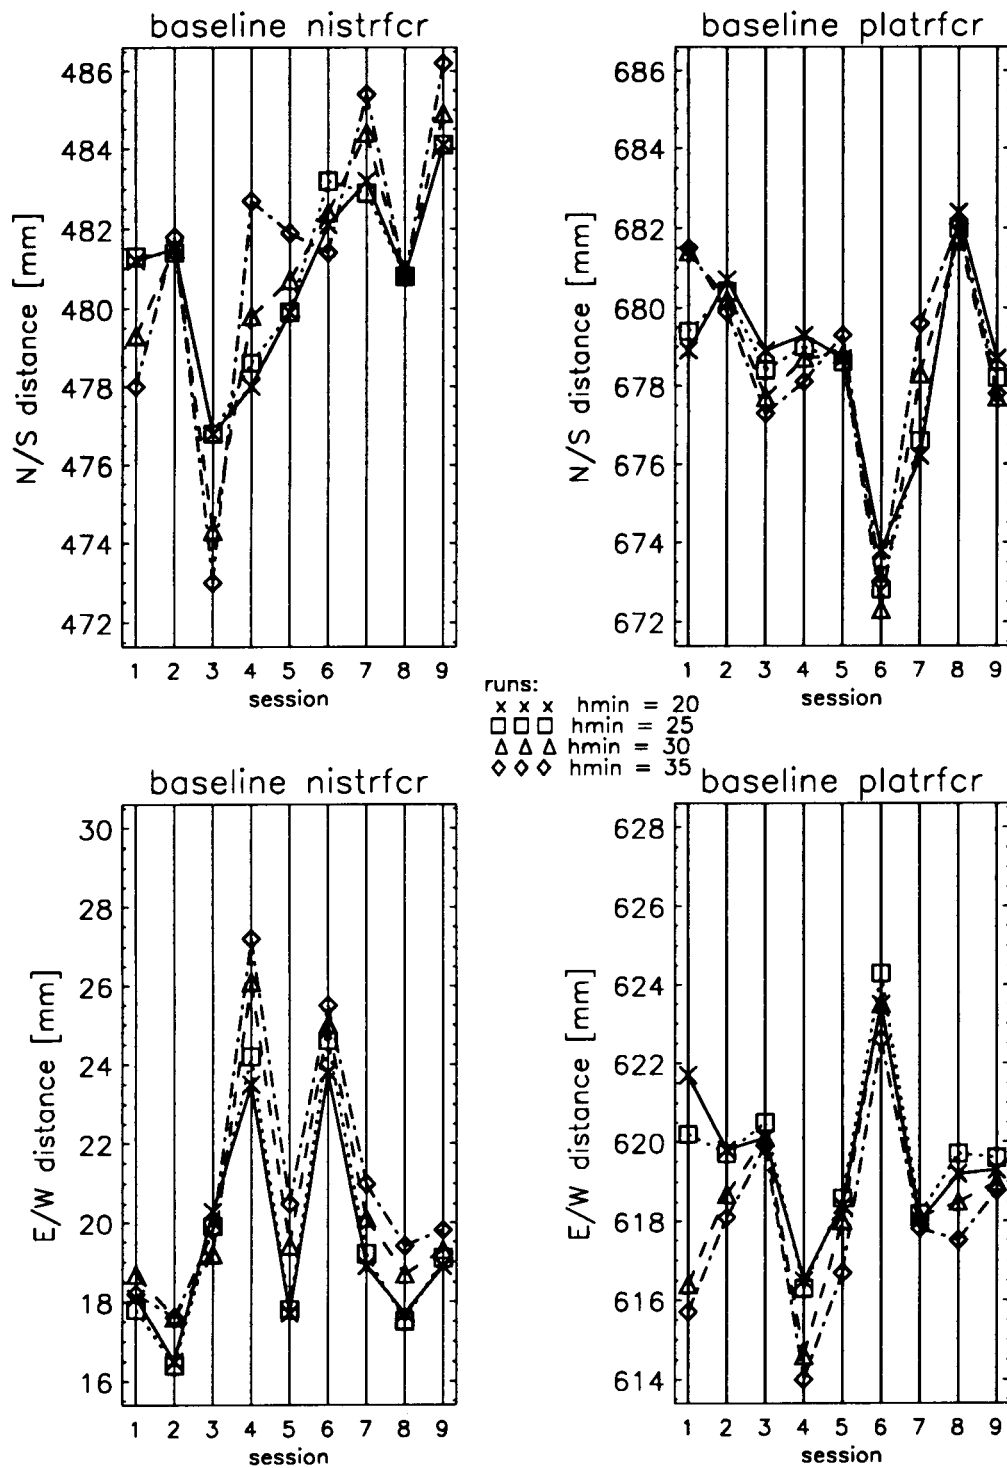 baseline nistrfcr
N/S distance [mm]
486
484
482
480
478
476
474
472
1 2 3 4 5 6 7 8 9
session
baseline platrfcr
N/S distance [mm]
686
684
682
680
678
676
674
672
1 2 3 4 5 6 7 8 9
session
runs:
x x x hmin = 20
hmin = 25
hmin = 30
hmin = 35
baseline nistrfcr
E/W distance [mm]
30
28
26
24
22
20
18
16
1 2 3 4 5 6 7 8 9
session
baseline platrfcr
E/W distance [mm]
628
626
624
622
620
618
616
614
1 2 3 4 5 6 7 8 9
session